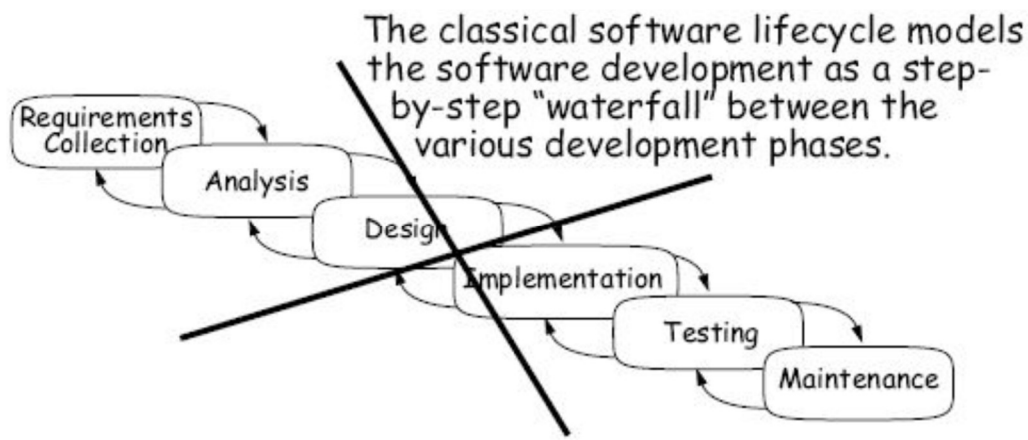 The classical software lifecycle models
the software development as a step-
by-step “waterfall” between the
various development phases.
Requirements
Collection
Analysis
Design
Implementation
Testing
Maintenance